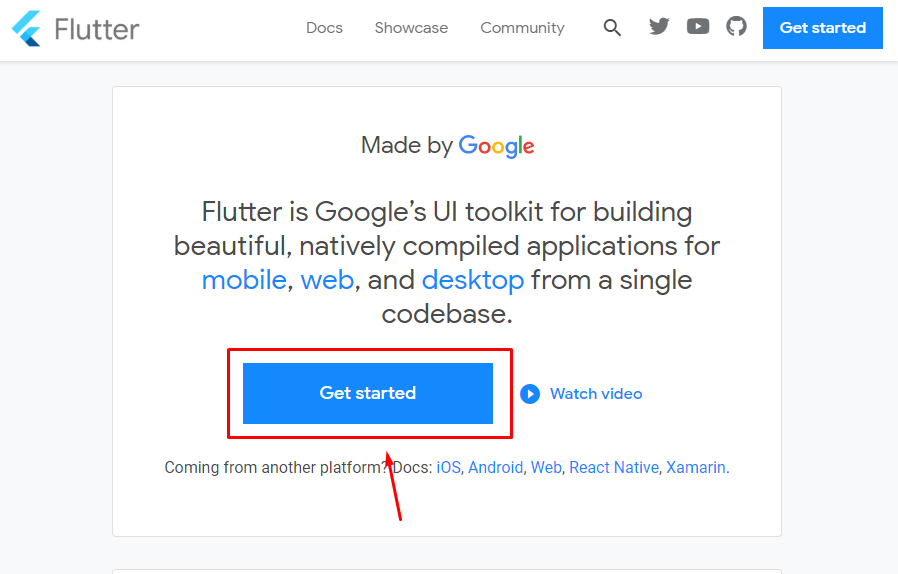 Flutter Docs Showcase Community Get started
Made by Google
Flutter is Google’s UI toolkit for building
beautiful, natively compiled applications for
mobile, web, and desktop from a single
codebase.
Get started Watch video
Coming from another platform? Docs: iOS, Android, Web, React Native, Xamarin.